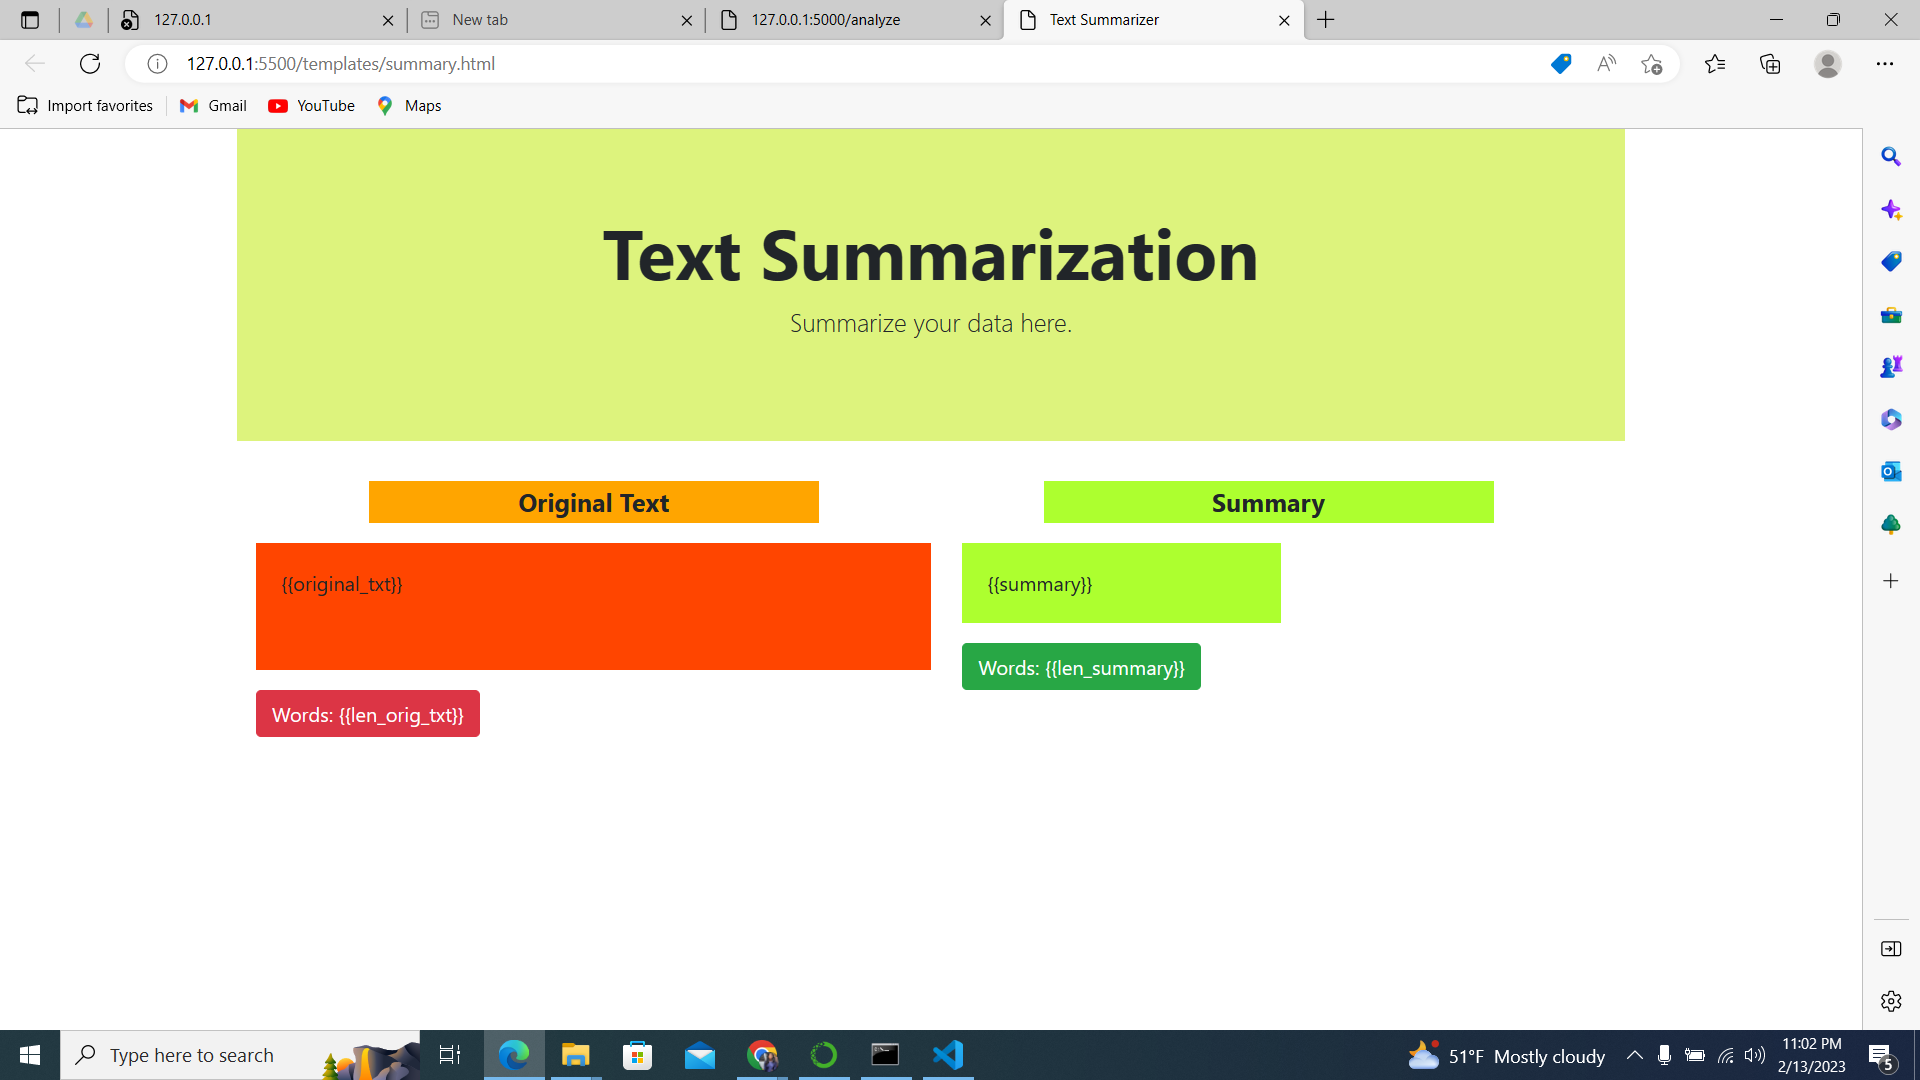 127.0.0.1
New tab
127.0.0.1:5000/analyze
Text Summarizer
127.0.0.1:5500/templates/summary.html
Import favorites
Gmail
YouTube
Maps
Text Summarization
Summarize your data here.
Original Text
Summary
{{original_txt}}
{{summary}}
Words: {{len_summary}}
Words: {{len_orig_txt}}
Type here to search
51°F Mostly cloudy
11:02 PM
2/13/2023
5